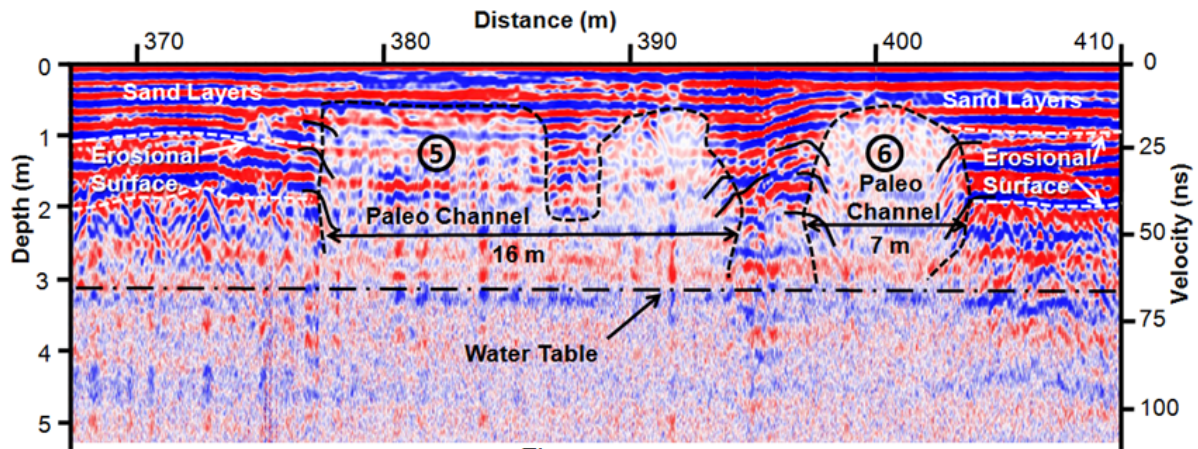 Distance (m)
370 380 390 400 410
0 0
Sand Layers Sand Layers
1 25
Erosional 5 6 Erosional
Surface Paleo Surface
2 Paleo Channel Channel
50
16 m 7 m
3
75
Water Table
4
5 100
Depth (m)
Velocity (ns)